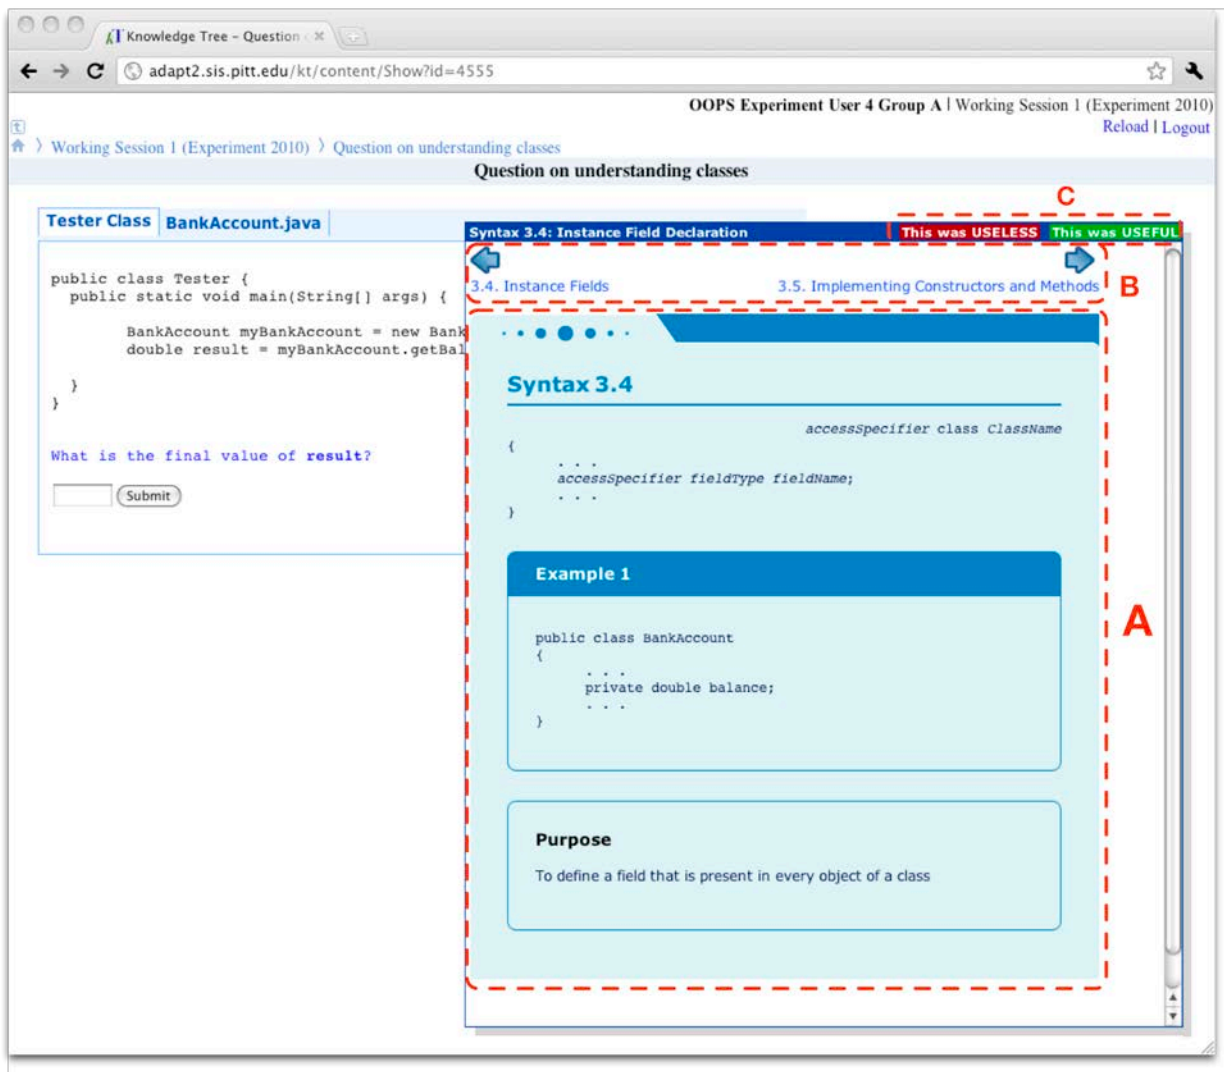 Knowledge Tree – Question
adapt2.sis.pitt.edu/kt/content/Show?id=4555
OOPS Experiment User 4 Group A | Working Session 1 (Experiment 2010)
Reload | Logout
Working Session 1 (Experiment 2010) 〉 Question on understanding classes
Question on understanding classes
Tester Class BankAccount.java
public class Tester {
public static void main(String[] args) {
BankAccount myBankAccount = new Bank
double result = myBankAccount.getBal
}
}
What is the final value of result?
Submit
C
Syntax 3.4: Instance Field Declaration This was USELESS This was USEFUL
3.4. Instance Fields 3.5. Implementing Constructors and Methods
B
Syntax 3.4
accessSpecifier class ClassName
{
. . .
accessSpecifier fieldType fieldName;
. . .
}
Example 1
A
public class BankAccount
{
. . .
private double balance;
. . .
}
Purpose
To define a field that is present in every object of a class